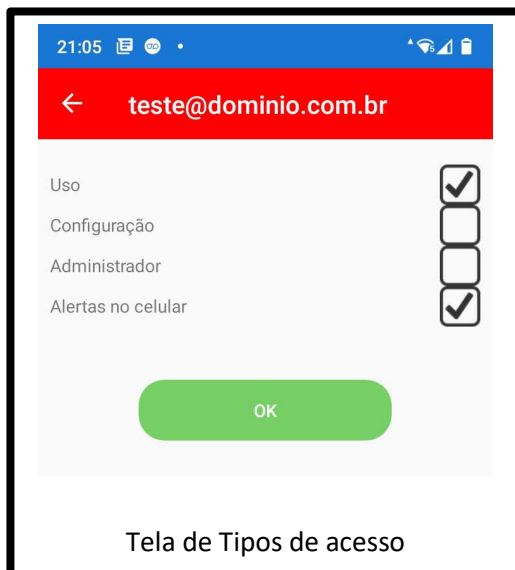 21:05
teste@dominio.com.br
Uso
Configuração
Administrador
Alertas no celular
OK
Tela de Tipos de acesso